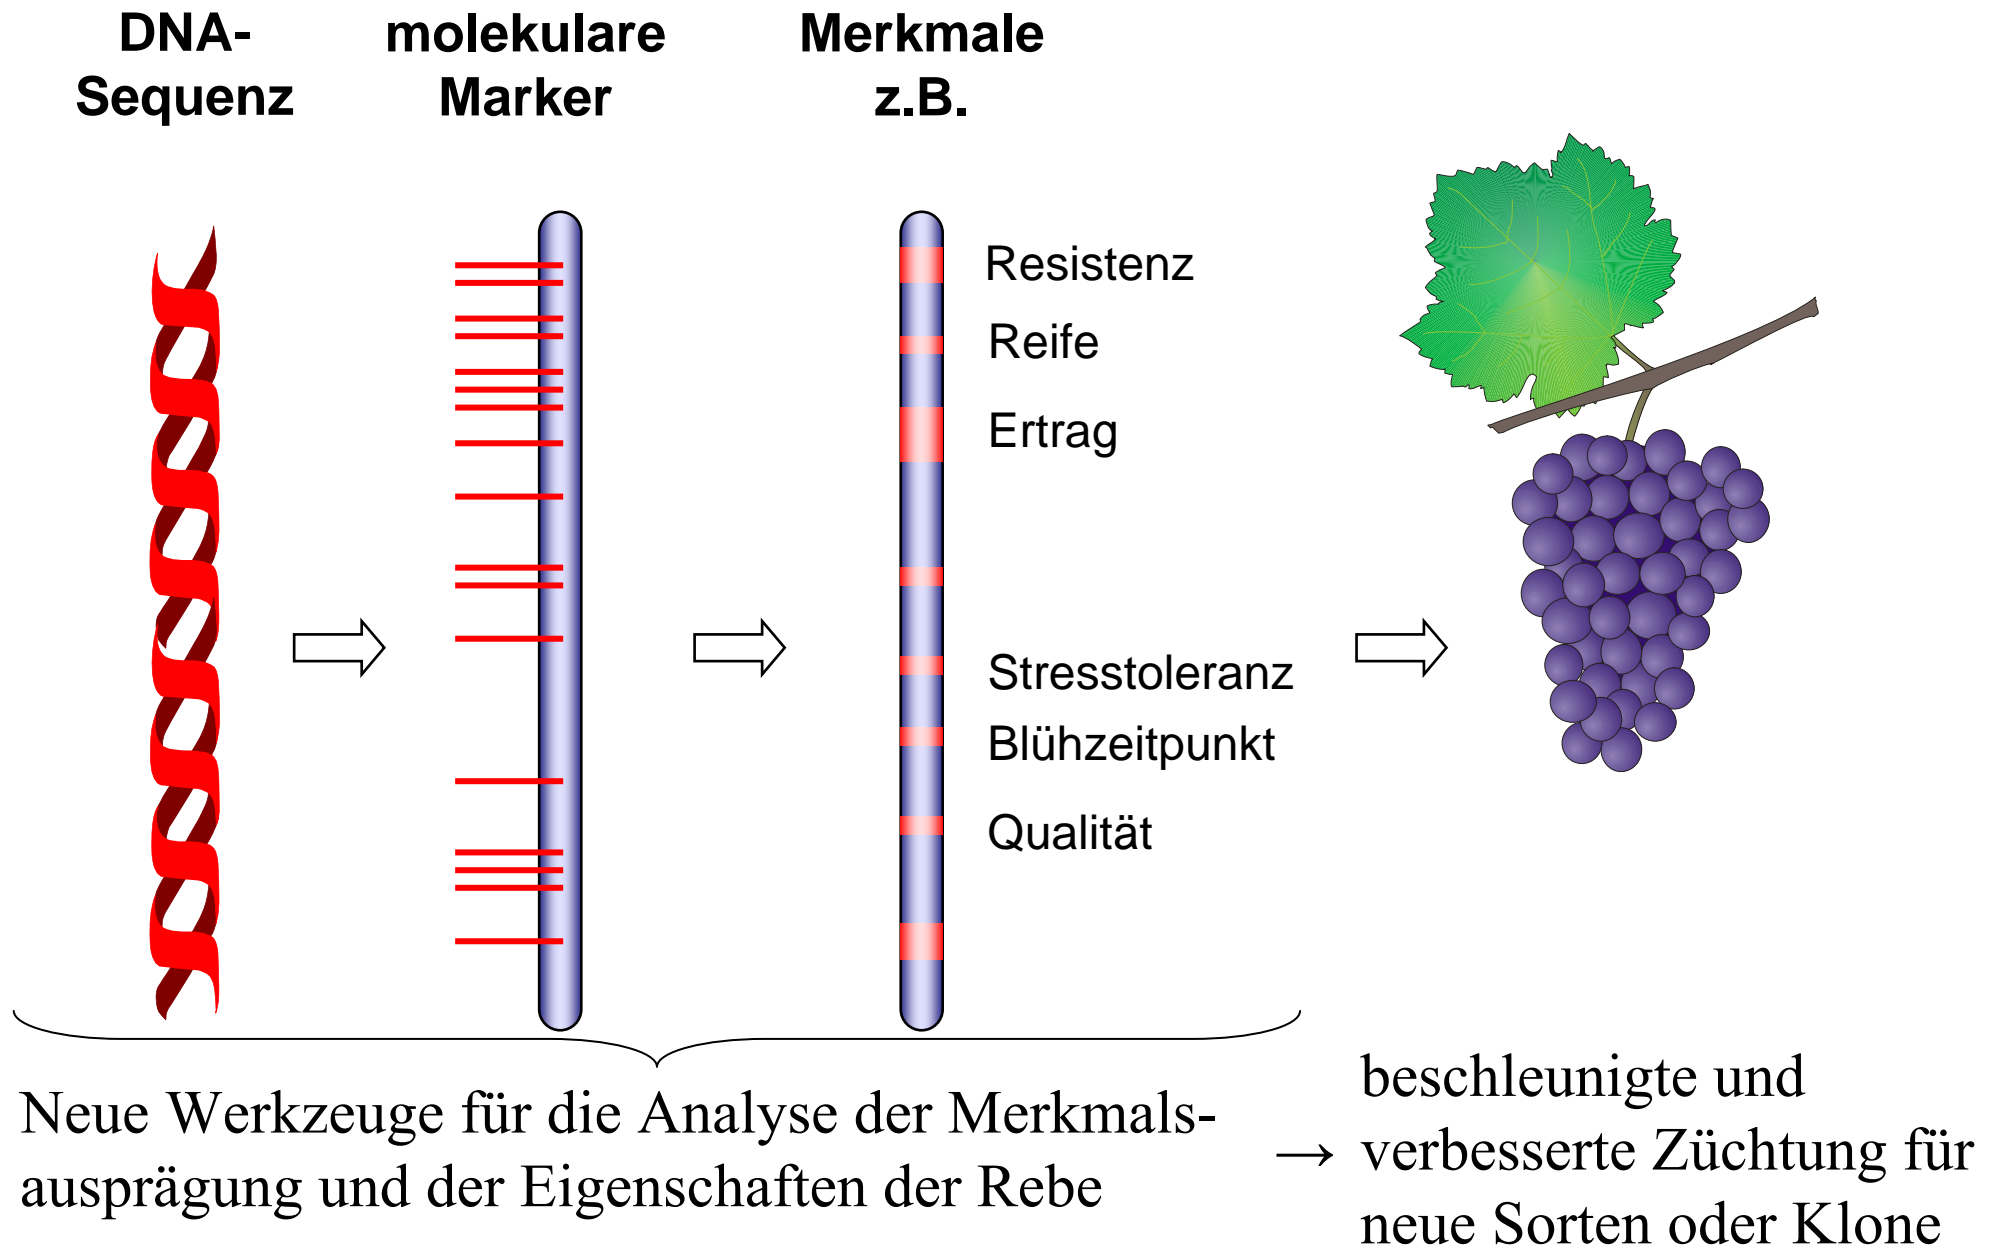 DNA-
Sequenz
molekulare
Marker
Merkmale
z.B.
Resistenz
Reife
Ertrag
Stresstoleranz
Blühzeitpunkt
Qualität
Neue Werkzeuge für die Analyse der Merkmals-
ausprägung und der Eigenschaften der Rebe
→ beschleunigte und
verbesserte Züchtung für
neue Sorten oder Klone